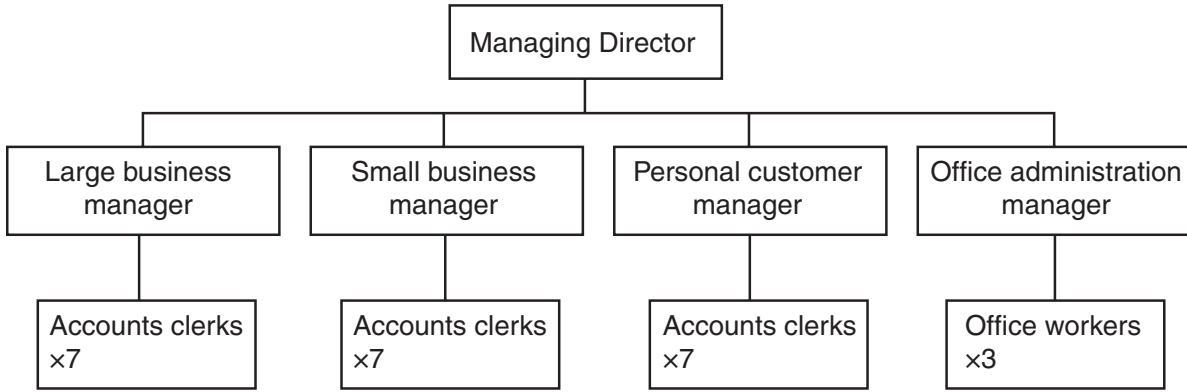 Managing Director
Large business
manager
Small business
manager
Personal customer
manager
Office administration
manager
Accounts clerks
×7
Accounts clerks
×7
Accounts clerks
×7
Office workers
×3